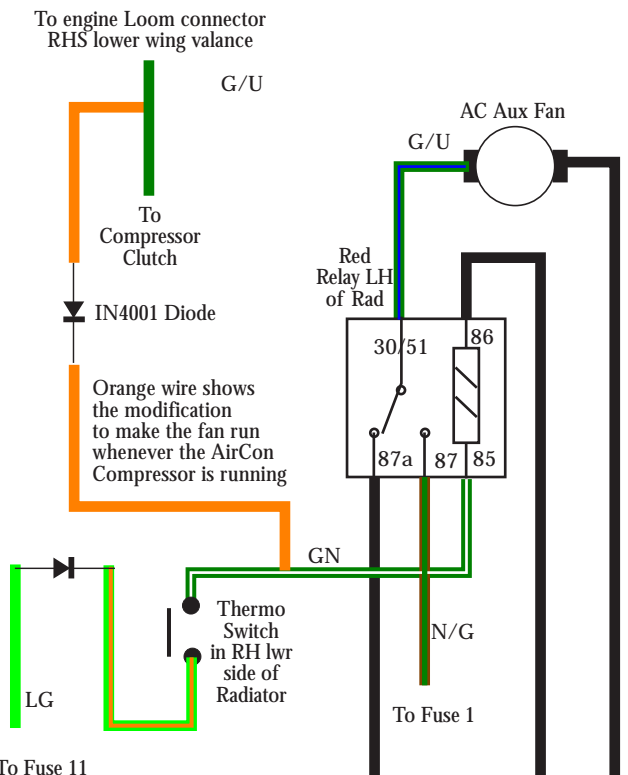 To engine Loom connector
RHS lower wing valance
G/U
AC Aux Fan
G/U
To
Compressor
Clutch
Red
Relay LH
of Rad
IN4001 Diode
30/51
86
Orange wire shows
the modification
to make the fan run
whenever the AirCon
Compressor is running
87a
87
85
GN
Thermo
Switch
in RH lwr
side of
Radiator
N/G
LG
To Fuse 1
To Fuse 11